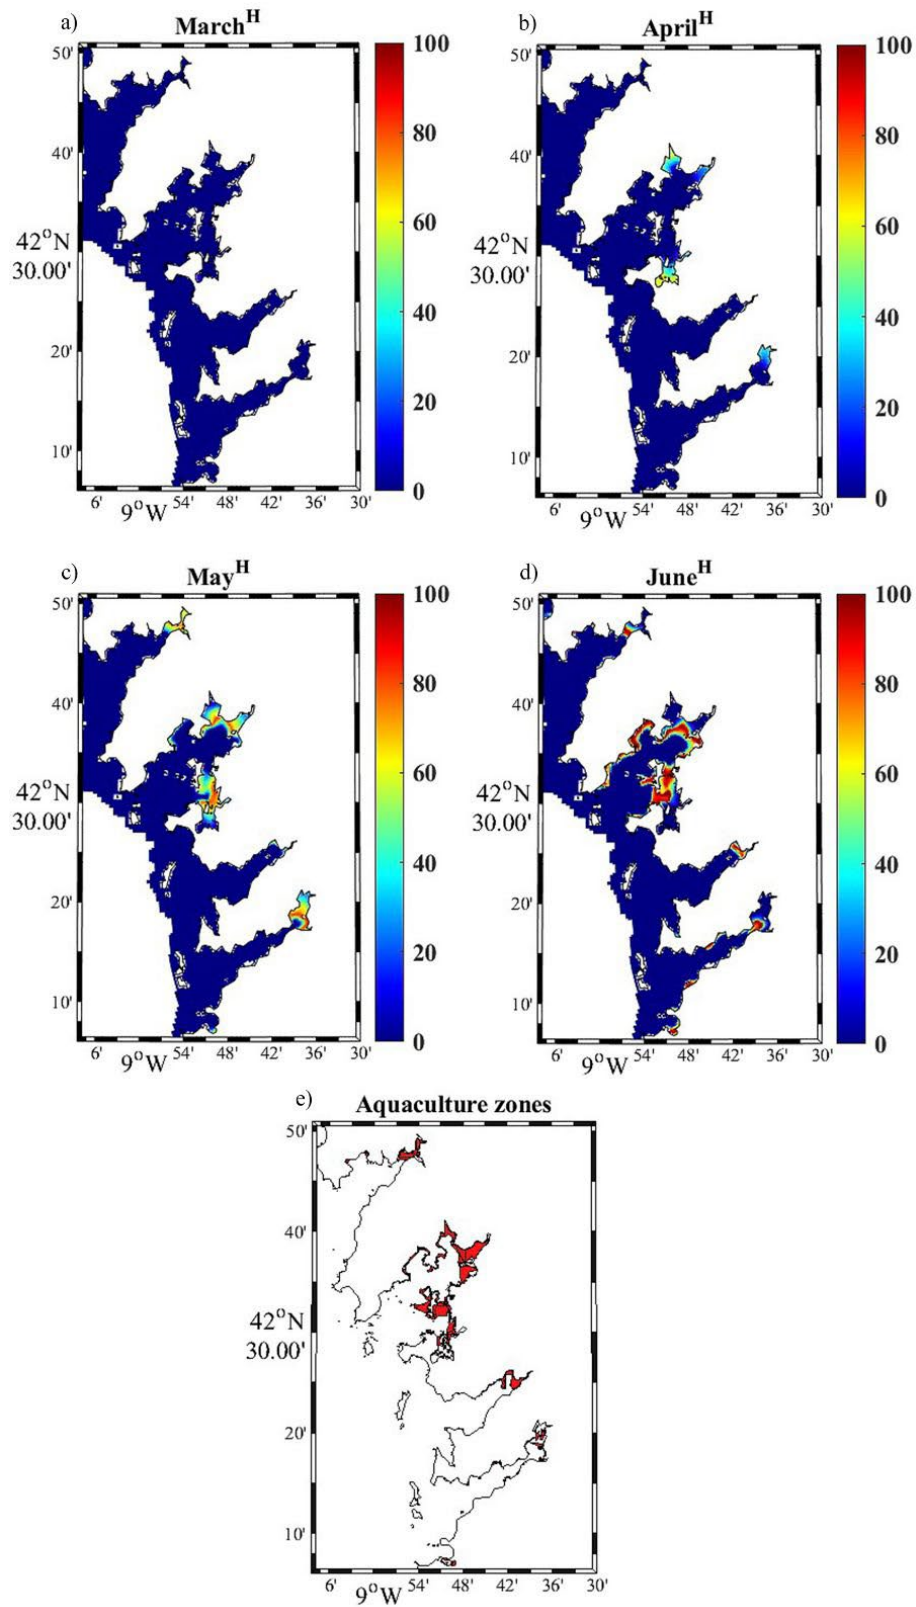 a)
March^H
50'
40'
42°N
30.00'
20'
10'
6' 54' 48' 42' 36' 30'
9°W
100
80
60
40
20
0
b)
April^H
50'
40'
42°N
30.00'
20'
10'
6' 54' 48' 42' 36' 30'
9°W
100
80
60
40
20
0
c)
May^H
50'
40'
42°N
30.00'
20'
10'
6' 54' 48' 42' 36' 30'
9°W
100
80
60
40
20
0
d)
June^H
50'
40'
42°N
30.00'
20'
10'
6' 54' 48' 42' 36' 30'
9°W
100
80
60
40
20
0
e)
Aquaculture zones
50'
40'
42°N
30.00'
20'
10'
6' 54' 48' 42' 36' 30'
9°W